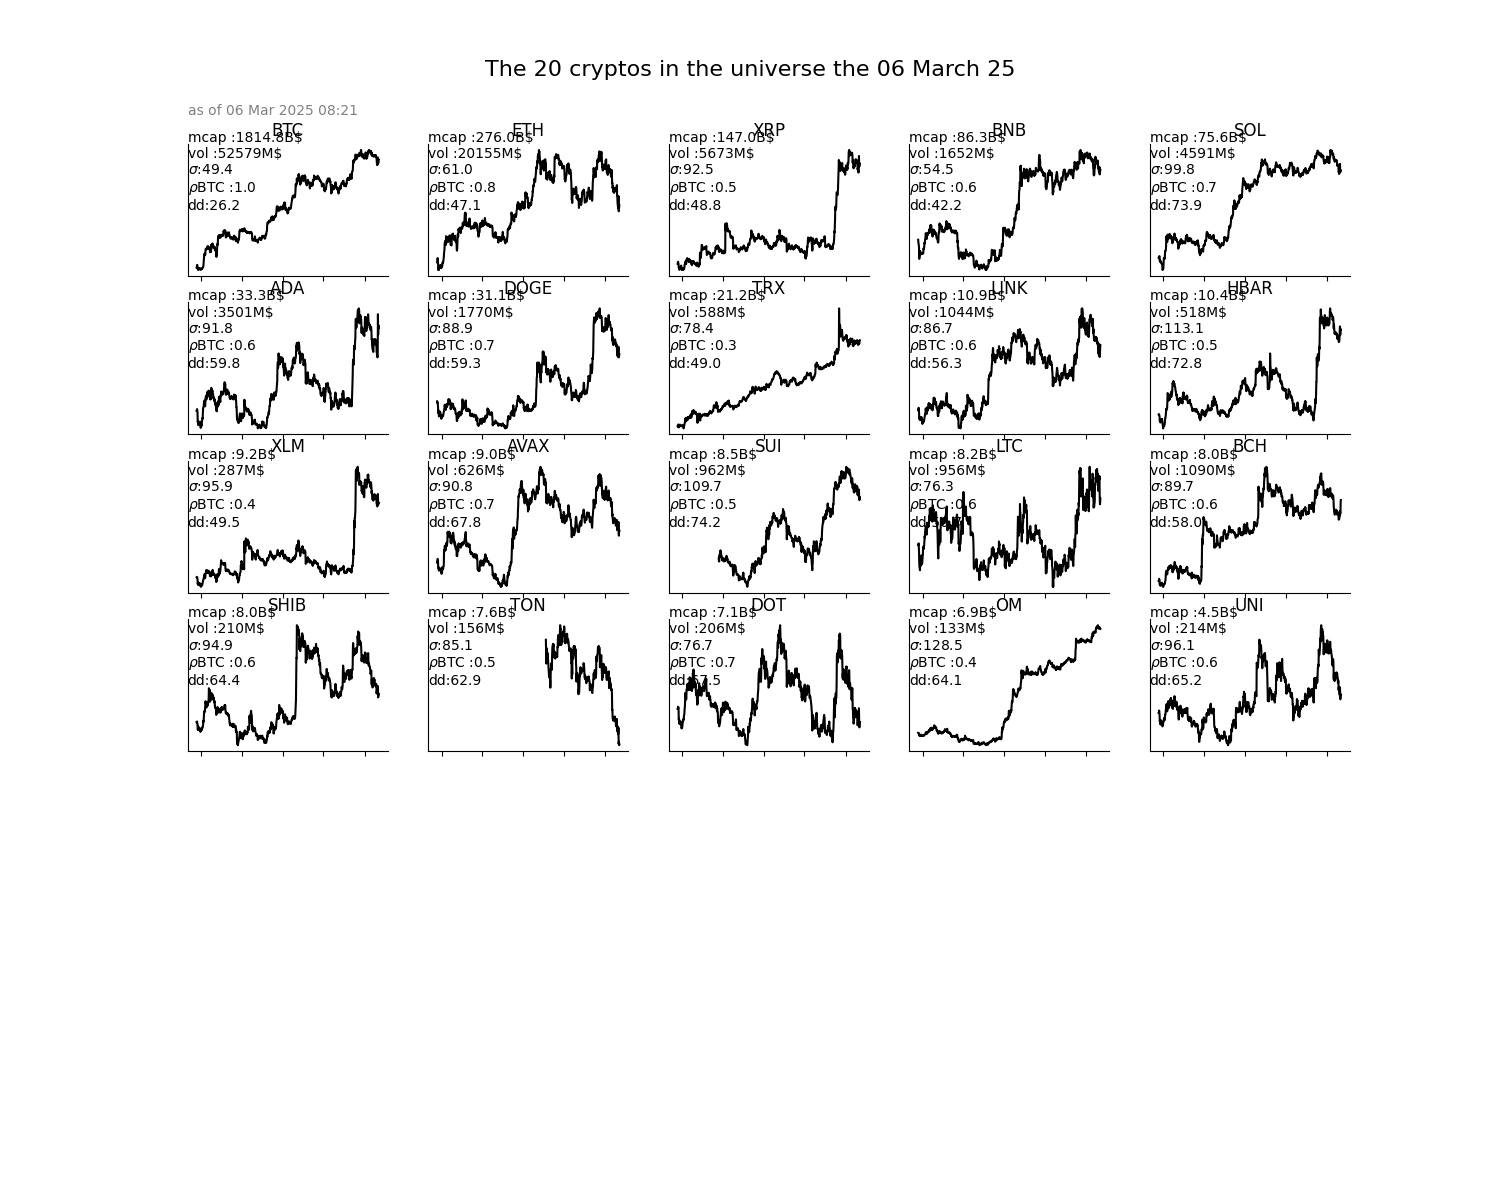 The 20 cryptos in the universe the 06 March 25
as of 06 Mar 2025 08:21
BTC
mcap :1814.8B$
vol :52579M$
σ:49.4
ρBTC :1.0
dd:26.2
ETH
mcap :276.0B$
vol :20155M$
σ:61.0
ρBTC :0.8
dd:47.1
XRP
mcap :147.0B$
vol :5673M$
σ:92.5
ρBTC :0.5
dd:48.8
BNB
mcap :86.3B$
vol :1652M$
σ:54.5
ρBTC :0.6
dd:42.2
SOL
mcap :75.6B$
vol :4591M$
σ:99.8
ρBTC :0.7
dd:73.9
ADA
mcap :33.3B$
vol :3501M$
σ:91.8
ρBTC :0.6
dd:59.8
DOGE
mcap :31.1B$
vol :1770M$
σ:88.9
ρBTC :0.7
dd:59.3
TRX
mcap :21.2B$
vol :588M$
σ:78.4
ρBTC :0.3
dd:49.0
LINK
mcap :10.9B$
vol :1044M$
σ:86.7
ρBTC :0.6
dd:56.3
HBAR
mcap :10.4B$
vol :518M$
σ:113.1
ρBTC :0.5
dd:72.8
XLM
mcap :9.2B$
vol :287M$
σ:95.9
ρBTC :0.4
dd:49.5
AVAX
mcap :9.0B$
vol :626M$
σ:90.8
ρBTC :0.7
dd:67.8
SUI
mcap :8.5B$
vol :962M$
σ:109.7
ρBTC :0.5
dd:74.2
LTC
mcap :8.2B$
vol :956M$
σ:76.3
ρBTC :0.6
BCH
mcap :8.0B$
vol :1090M$
σ:89.7
ρBTC :0.6
dd:58.0
SHIB
mcap :8.0B$
vol :210M$
σ:94.9
ρBTC :0.6
dd:64.4
TON
mcap :7.6B$
vol :156M$
σ:85.1
ρBTC :0.5
dd:62.9
DOT
mcap :7.1B$
vol :206M$
σ:76.7
ρBTC :0.7
dd:67.5
OM
mcap :6.9B$
vol :133M$
σ:128.5
ρBTC :0.4
dd:64.1
UNI
mcap :4.5B$
vol :214M$
σ:96.1
ρBTC :0.6
dd:65.2